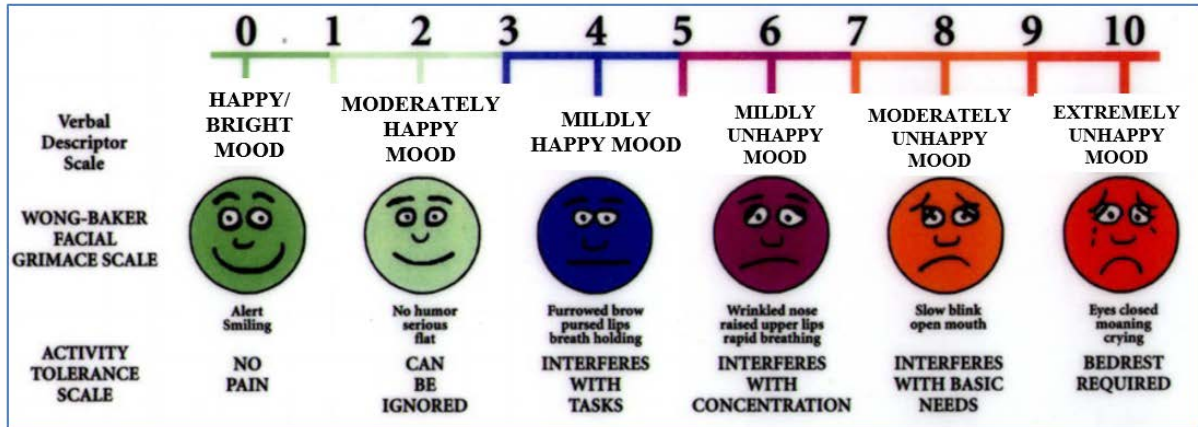 0 1 2 3 4 5 6 7 8 9 10
Verbal
Descriptor
Scale
HAPPY/
BRIGHT
MOOD
MODERATELY
HAPPY
MOOD
MILDLY
HAPPY MOOD
MILDLY
UNHAPPY
MOOD
MODERATELY
UNHAPPY
MOOD
EXTREMELY
UNHAPPY
MOOD
WONG-BAKER
FACIAL
GRIMACE SCALE
Alert
Smiling
No humor
serious
flat
Furrowed brow
pursed lips
breath holding
Wrinkled nose
raised upper lips
rapid breathing
Slow blink
open mouth
Eyes closed
moaning
crying
ACTIVITY
TOLERANCE
SCALE
NO
PAIN
CAN
BE
IGNORED
INTERFERES
WITH
TASKS
INTERFERES
WITH
CONCENTRATION
INTERFERES
WITH BASIC
NEEDS
BEDREST
REQUIRED